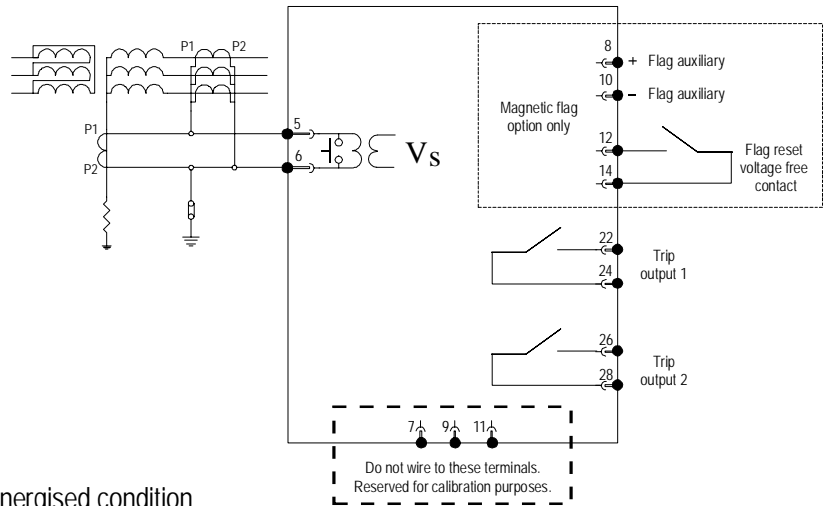 P1 P2
8
+ Flag auxiliary
10
– Flag auxiliary
Magnetic flag
option only
12
14
Flag reset
voltage free
contact
P1
P2
5
6
Vs
22
24
Trip
output 1
26
28
Trip
output 2
7 9 11
Do not wire to these terminals.
Reserved for calibration purposes.
condition